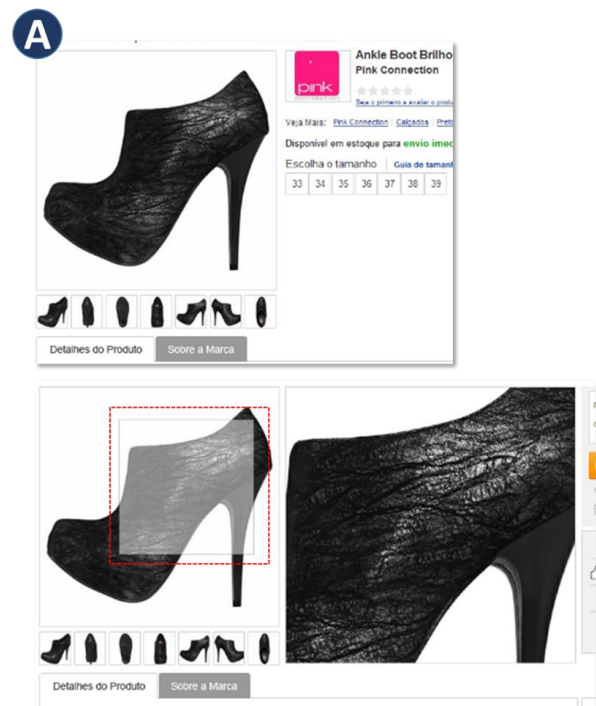 A
Ankle Boot Brilho
Pink Connection
pink
Seja o primeiro a avaliar o produ
Veja Mais: Pink Connection Calçados Preto
Disponível em estoque para envio imed
Escolha o tamanho Guia de tamanh
33 34 35 36 37 38 39
Detalhes do Produto Sobre a Marca
Detalhes do Produto Sobre a Marca